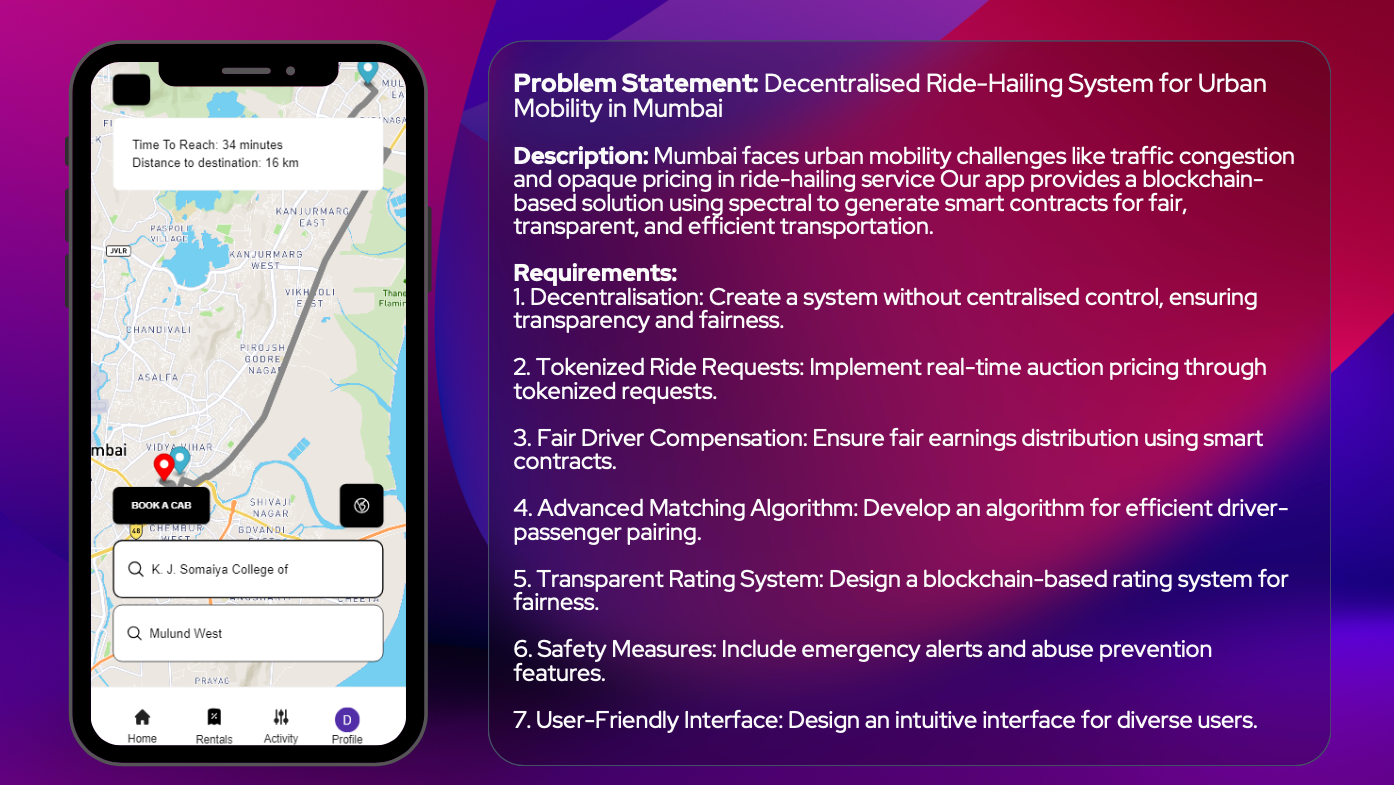 MUL
LU
NAGA
FI
K
Time To Reach: 34 minutes
Distance to destination: 16 km
KANJURMARG
EAST
PASPOLI
VILLAGE
JVLR
KANJURMARG
WEST
VIKHROLI
EAST
Thane
Flamin
CHANDIVALI
PIROJSH
GODRE
NAGA
ASALFA
mbai
VIDYAVIHAR
BOOK A CAB
SHIVAJI
NAGAR
48
CHEMBUR
WEST
GOVANDI
EAST
K. J. Somaiya College of
CHEETA
Mulund West
PRAYAG
Home
Rentals
Activity
D
Profile
Problem Statement: Decentralised Ride-Hailing System for Urban
Mobility in Mumbai
Description: Mumbai faces urban mobility challenges like traffic congestion
and opaque pricing in ride-hailing service Our app provides a blockchain-
based solution using spectral to generate smart contracts for fair,
transparent, and efficient transportation.
Requirements:
1. Decentralisation: Create a system without centralised control, ensuring
transparency and fairness.
2. Tokenized Ride Requests: Implement real-time auction pricing through
tokenized requests.
3. Fair Driver Compensation: Ensure fair earnings distribution using smart
contracts.
4. Advanced Matching Algorithm: Develop an algorithm for efficient driver-
passenger pairing.
5. Transparent Rating System: Design a blockchain-based rating system for
fairness.
6. Safety Measures: Include emergency alerts and abuse prevention
features.
7. User-Friendly Interface: Design an intuitive interface for diverse users.